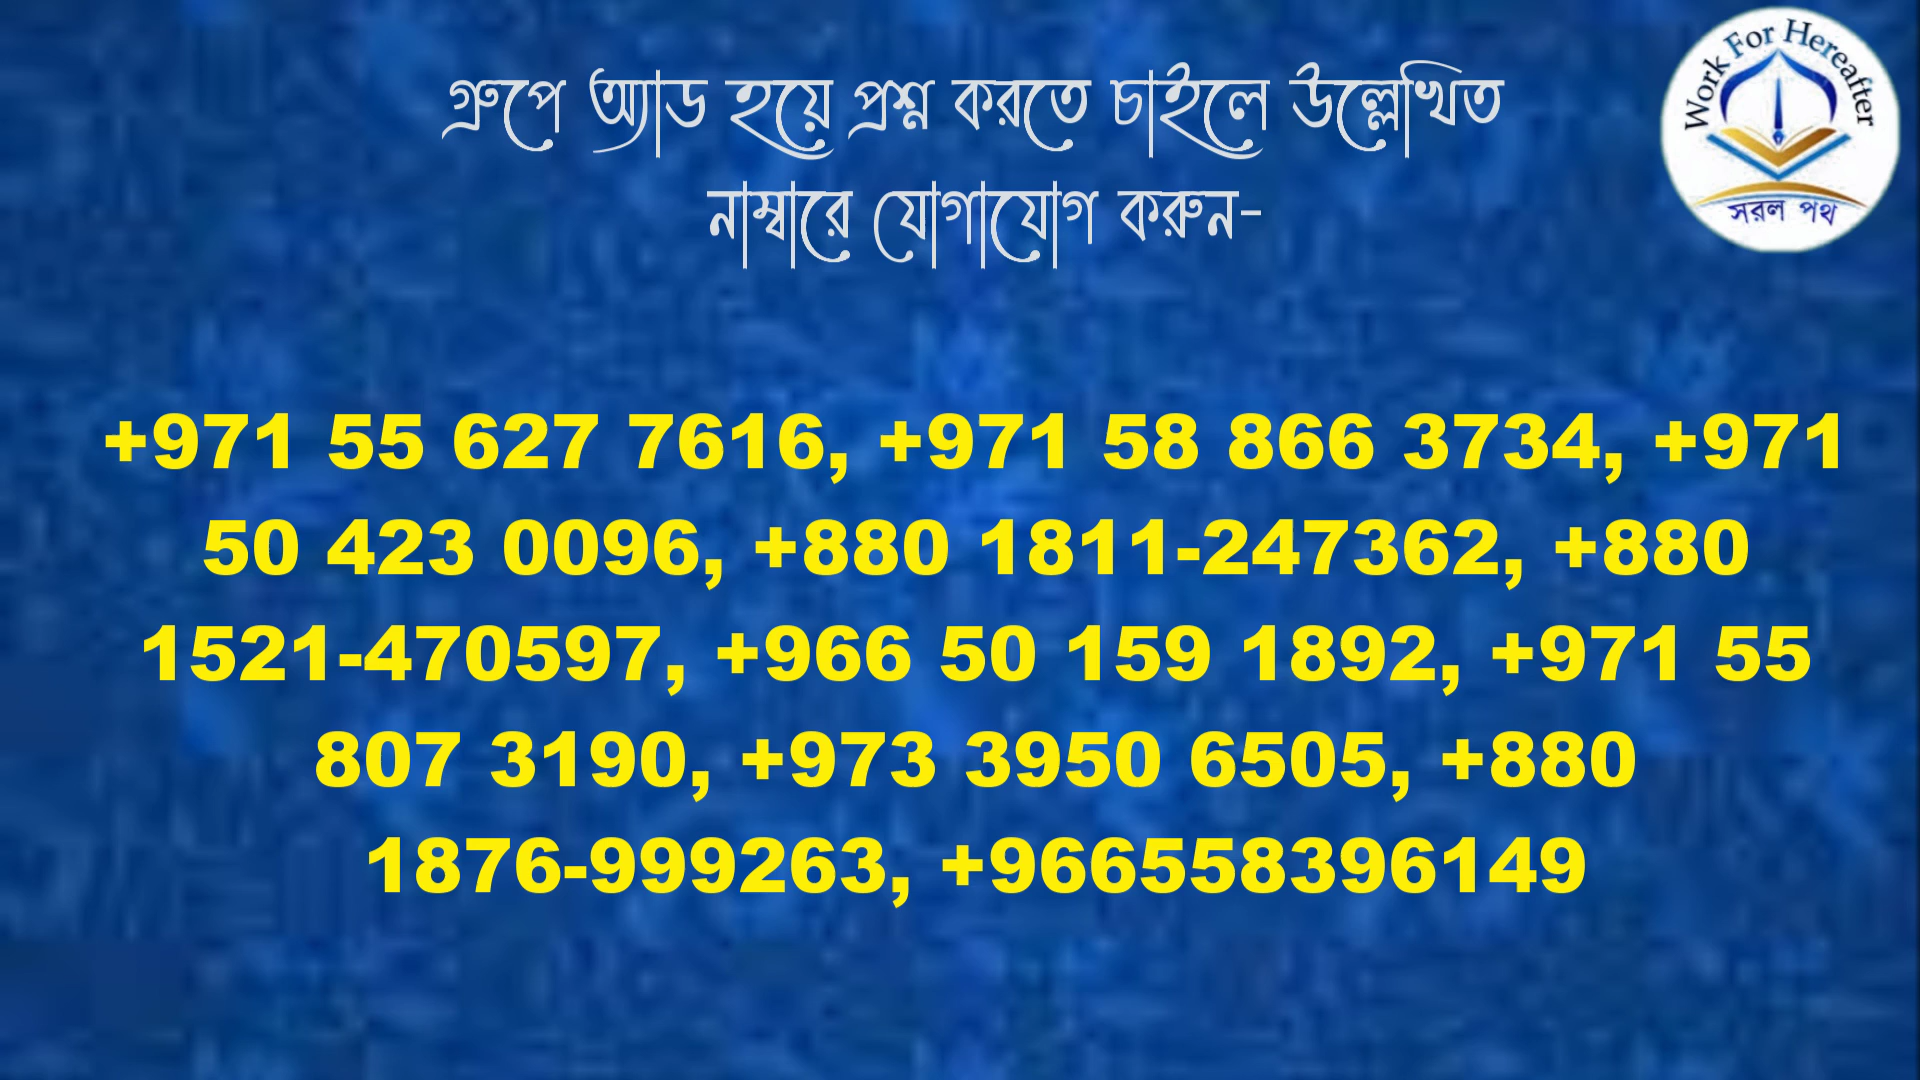 গ্রুপে অ্যাড হয়ে প্রশ্ন করতে চাইলে উল্লেখিত
নাম্বারে যোগাযোগ করুন-
Work For Hereafter
সরল পথ
+971 55 627 7616, +971 58 866 3734, +971
50 423 0096, +880 1811-247362, +880
1521-470597, +966 50 159 1892, +971 55
807 3190, +973 3950 6505, +880
1876-999263, +966558396149